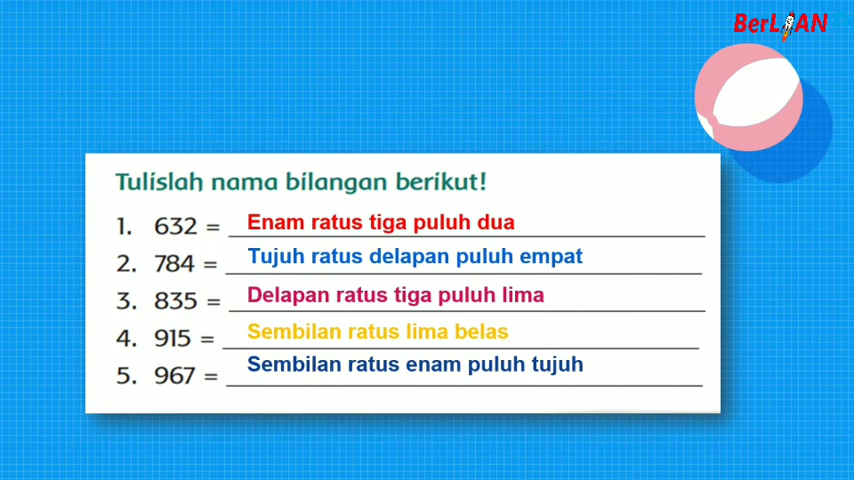 BerLIAN
Tulislah nama bilangan berikut!
1. 632 = Enam ratus tiga puluh dua
2. 784 = Tujuh ratus delapan puluh empat
3. 835 = Delapan ratus tiga puluh lima
4. 915 = Sembilan ratus lima belas
5. 967 = Sembilan ratus enam puluh tujuh